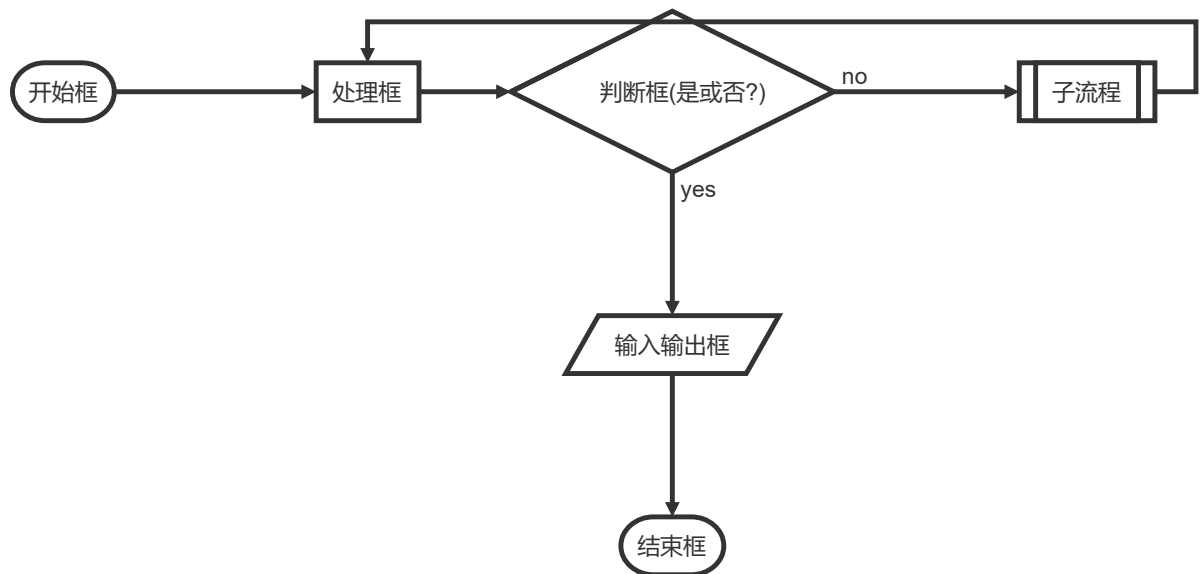 开始框
处理框
判断框(是或否?)
no
子流程
yes
输入输出框
结束框